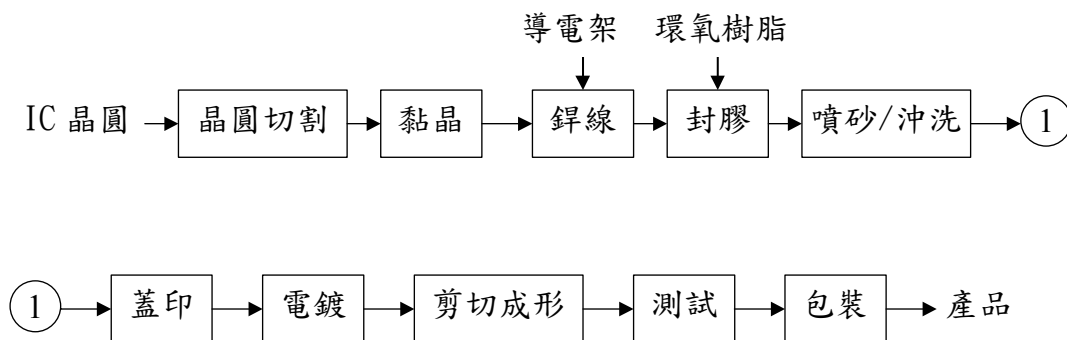 導電架 環氧樹脂
IC 晶圓 晶圓切割 黏晶 銲線 封膠 噴砂/沖洗 1
1 蓋印 電鍍 剪切成形 測試 包裝 產品